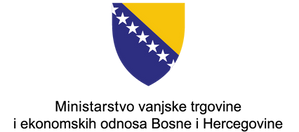 Ministarstvo vanjske trgovine
i ekonomskih odnosa Bosne i Hercegovine